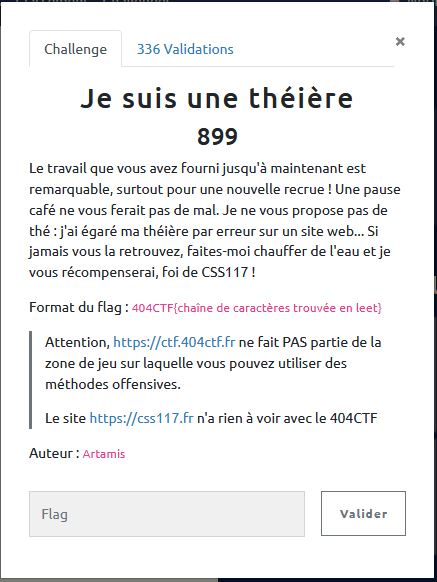 Challenge 336 Validations ×
Je suis une théière
899
Le travail que vous avez fourni jusqu'à maintenant est
remarquable, surtout pour une nouvelle recrue ! Une pause
café ne vous ferait pas de mal. Je ne vous propose pas de
thé : j'ai égaré ma théière par erreur sur un site web... Si
jamais vous la retrouvez, faites-moi chauffer de l'eau et je
vous récompenserai, foi de CSS117 !
Format du flag : 404CTF{chaîne de caractères trouvée en leet}
Attention, https://ctf.404ctf.fr ne fait PAS partie de la
zone de jeu sur laquelle vous pouvez utiliser des
méthodes offensives.
Le site https://css117.fr n'a rien à voir avec le 404CTF
Auteur : Artamis
Flag Valider